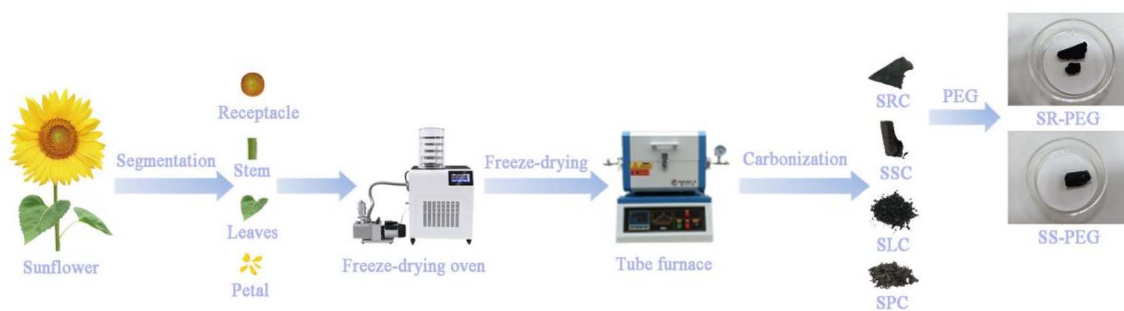 Sunflower
Segmentation
Receptacle
Stem
Leaves
Petal
Freeze-drying oven
Freeze-drying
Tube furnace
Carbonization
SRC
SSC
SLC
SPC
PEG
SR-PEG
SS-PEG